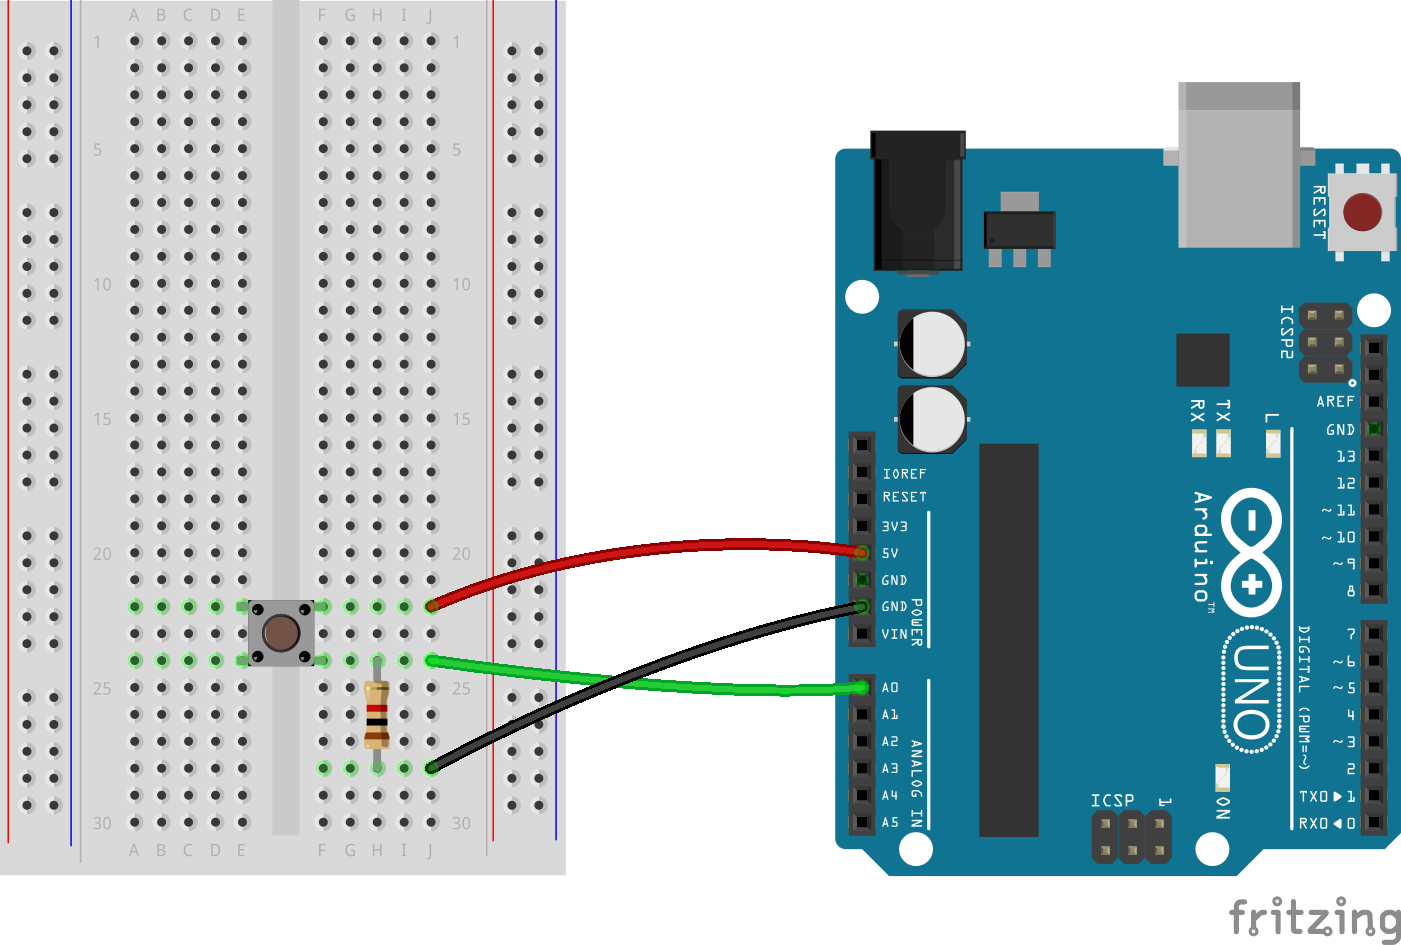 A B C D E F G H I J
1 1
5 5
10 10
15 15
20 20
25 25
30 30
A B C D E F G H I J
RESET
ICSP2
IOREF
RESET
3V3
5V
GND
GND
VIN
POWER
A0
A1
A2
A3
A4
A5
ANALOG IN
RX
TX
L
Arduino™
UNO
AREF
GND
13
12
~11
~10
~9
8
7
~6
~5
4
~3
2
TX0▶1
RX0◀0
DIGITAL (PWM=~)
ON
ICSP
1
fritzing